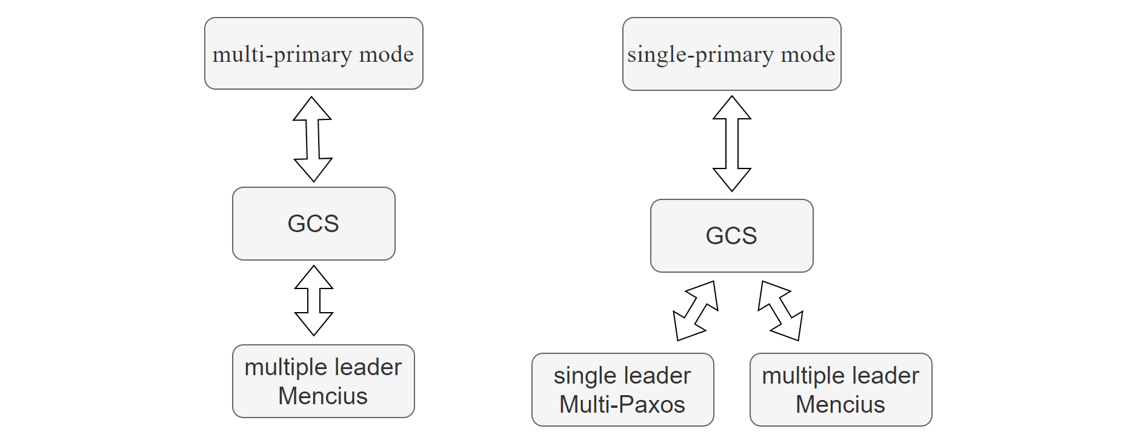 multi-primary mode
GCS
multiple leader
Mencius
single-primary mode
GCS
single leader
Multi-Paxos
multiple leader
Mencius